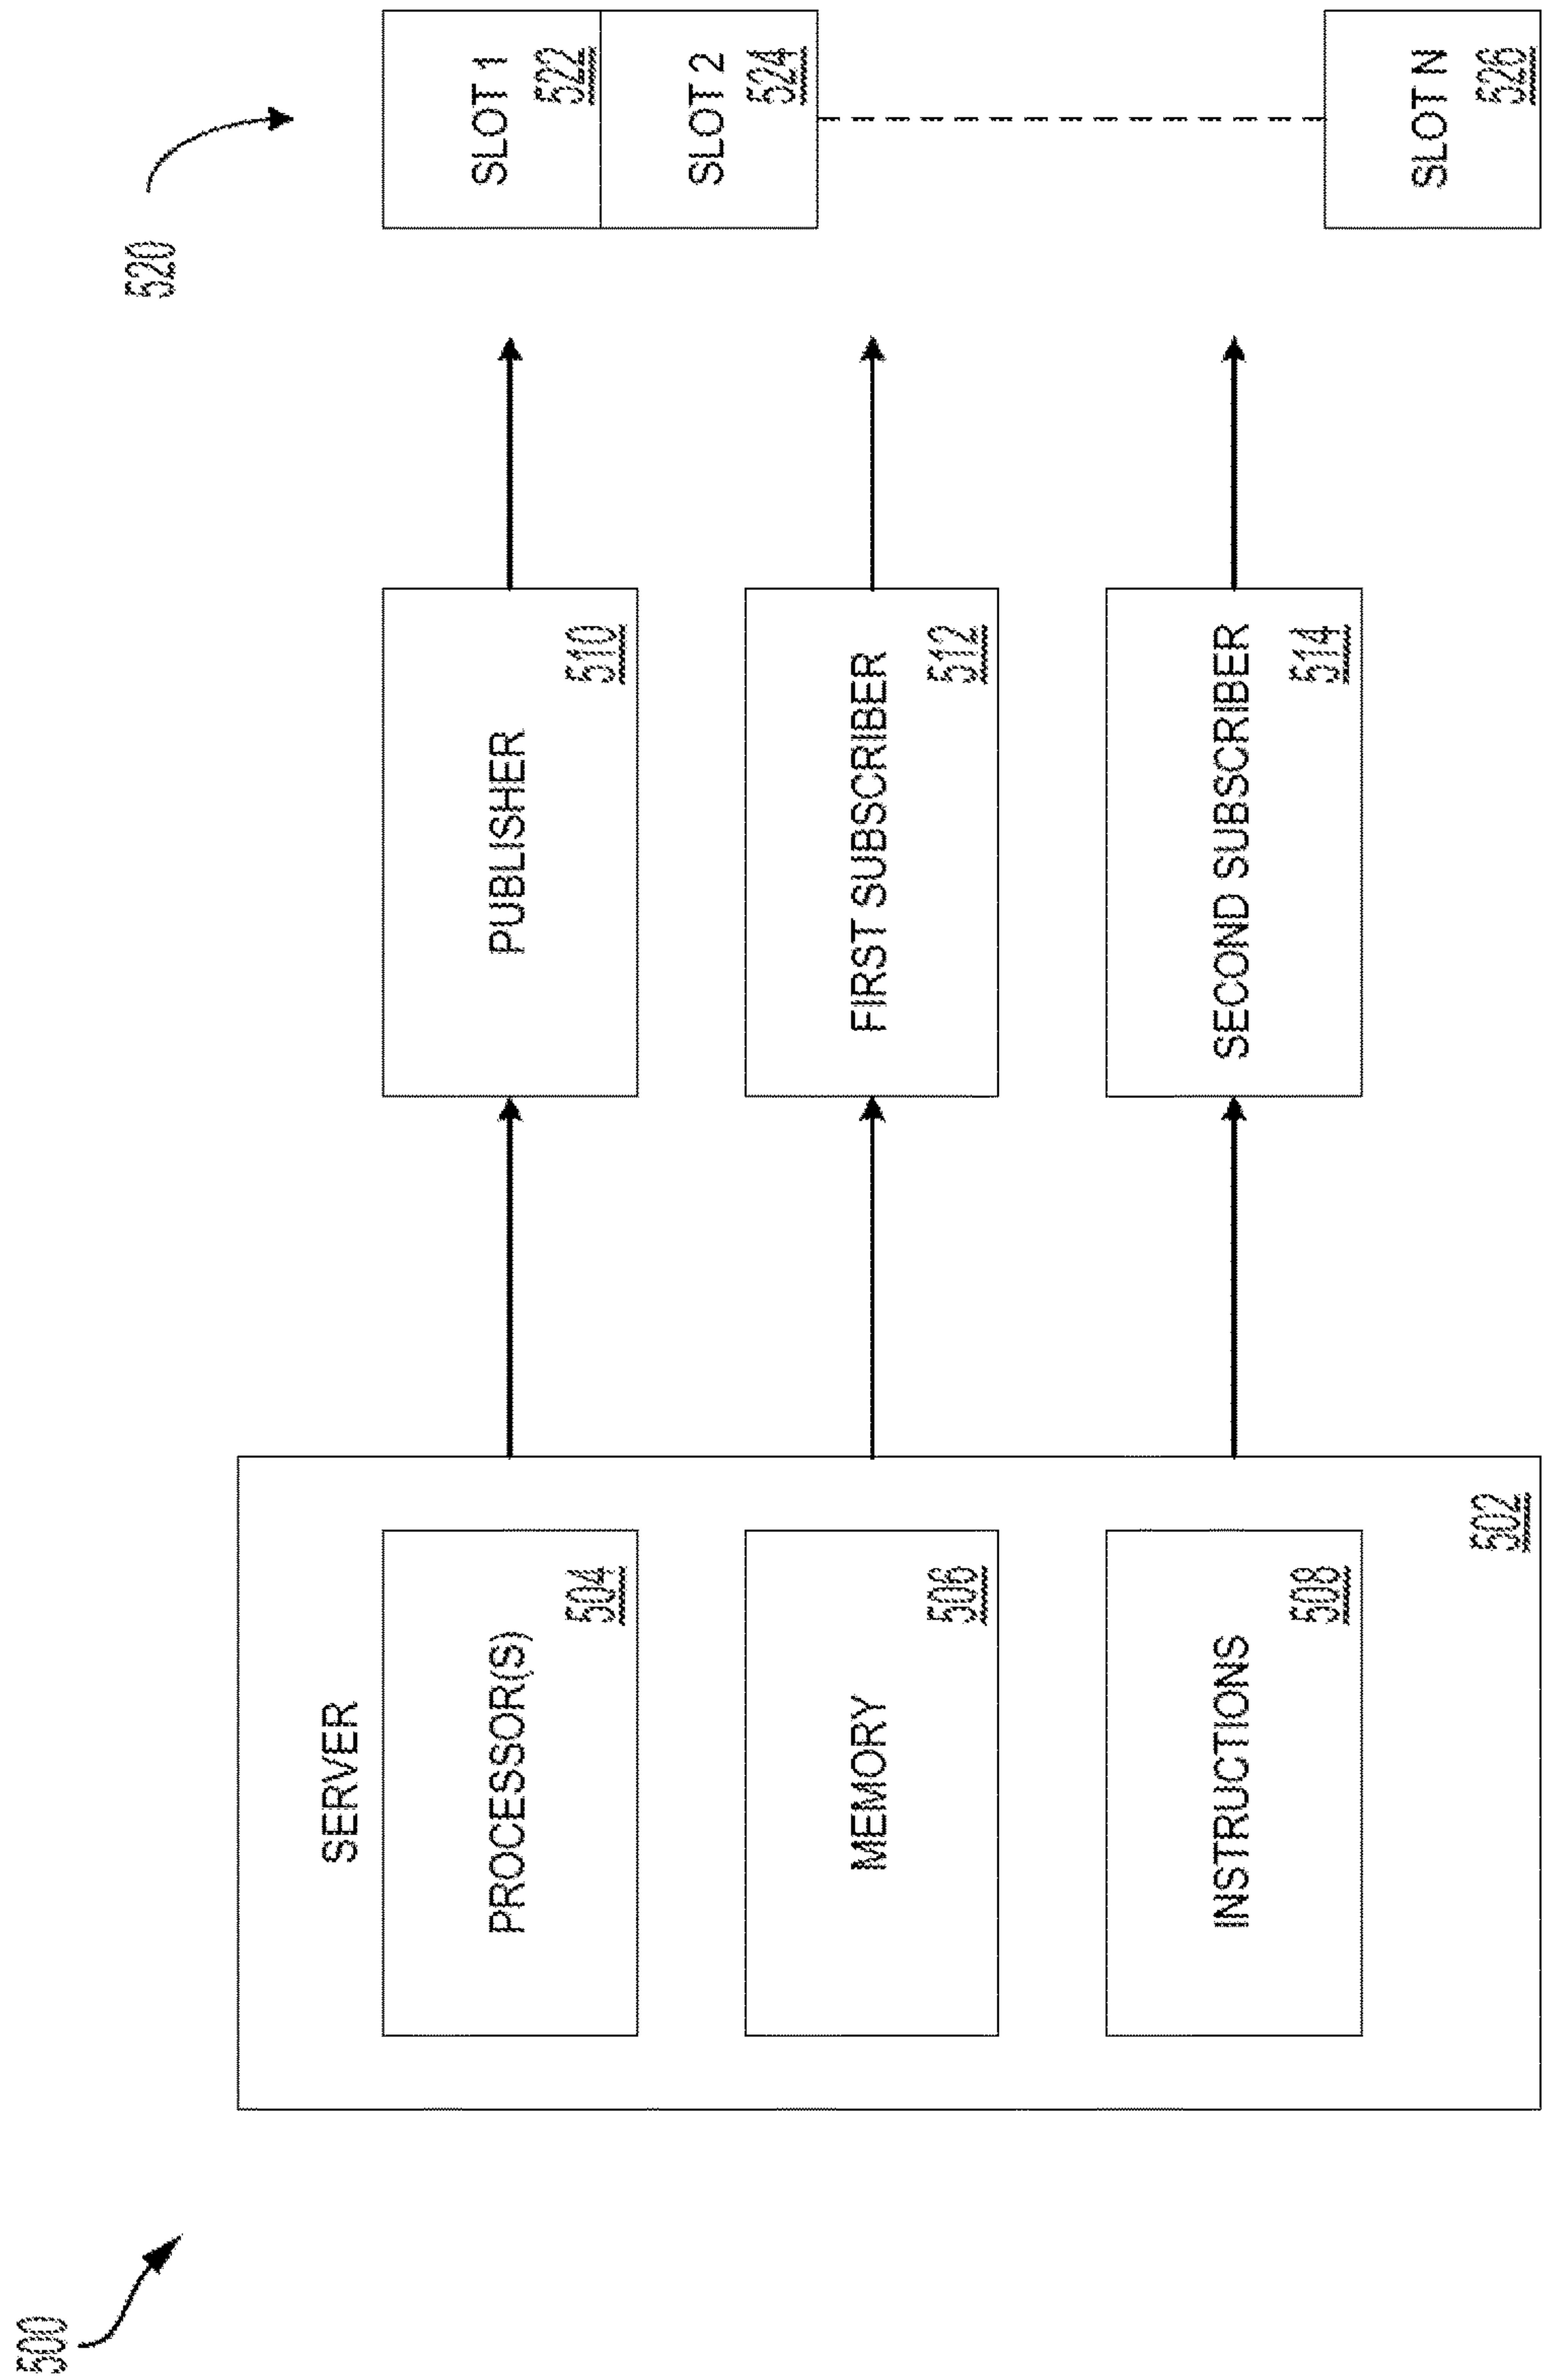 500
SERVER
PROCESSOR(S)
504
MEMORY
506
INSTRUCTIONS
508
502
PUBLISHER
510
FIRST SUBSCRIBER
512
SECOND SUBSCRIBER
514
520
SLOT 1
522
SLOT 2
524
SLOT N
526